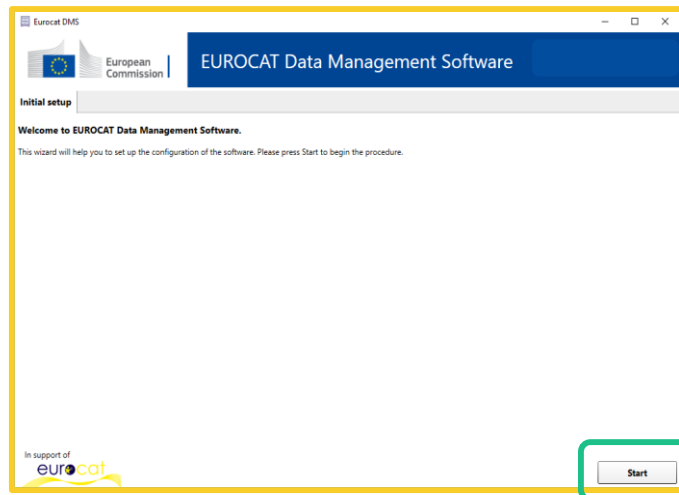 Eurocat DMS
European
Commission
EUROCAT Data Management Software
Initial setup
Welcome to EUROCAT Data Management Software.
This wizard will help you to set up the configuration of the software. Please press Start to begin the procedure.
In support of
eurocat
Start